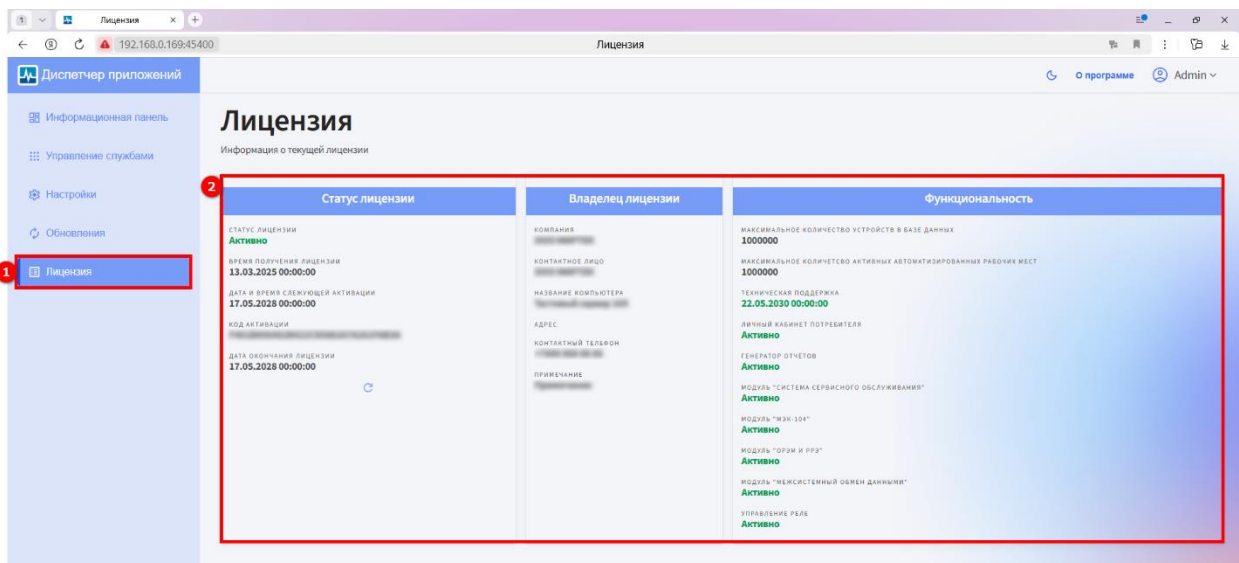 1
Лицензия
192.168.0.169:45400
Лицензия
Диспетчер приложений
О программе
Admin
Информационная панель
Управление службами
Настройки
Обновления
1
Лицензия
Лицензия
Информация о текущей лицензии
2
Статус лицензии
СТАТУС ЛИЦЕНЗИИ
Активно
ВРЕМЯ ПОЛУЧЕНИЯ ЛИЦЕНЗИИ
13.03.2025 00:00:00
ДАТА И ВРЕМЯ СЛЕЖУЮЩЕЙ АКТИВАЦИИ
17.05.2028 00:00:00
КОД АКТИВАЦИИ
ДАТА ОКОНЧАНИЯ ЛИЦЕНЗИИ
17.05.2028 00:00:00
Владелец лицензии
КОМПАНИЯ
КОНТАКТНОЕ ЛИЦО
НАЗВАНИЕ КОМПЬЮТЕРА
АДРЕС
КОНТАКТНЫЙ ТЕЛЕФОН
ПРИМЕЧАНИЕ
Функциональность
МАКСИМАЛЬНОЕ КОЛИЧЕСТВО УСТРОЙСТВ В БАЗЕ ДАННЫХ
1000000
МАКСИМАЛЬНОЕ КОЛИЧЕТСВО АКТИВНЫХ АВТОМАТИЗИРОВАННЫХ РАБОЧИХ МЕСТ
1000000
ТЕХНИЧЕСКАЯ ПОДДЕРЖКА
22.05.2030 00:00:00
ЛИЧНЫЙ КАБИНЕТ ПОТРЕБИТЕЛЯ
Активно
ГЕНЕРАТОР ОТЧЁТОВ
Активно
МОДУЛЬ "СИСТЕМА СЕРВИСНОГО ОБСЛУЖИВАНИЯ"
Активно
МОДУЛЬ "МЭК-104"
Активно
МОДУЛЬ "ОРЭМ И РРЭ"
Активно
МОДУЛЬ "МЕЖСИСТЕМНЫЙ ОБМЕН ДАННЫМИ"
Активно
УПРАВЛЕНИЕ РЕЛЕ
Активно